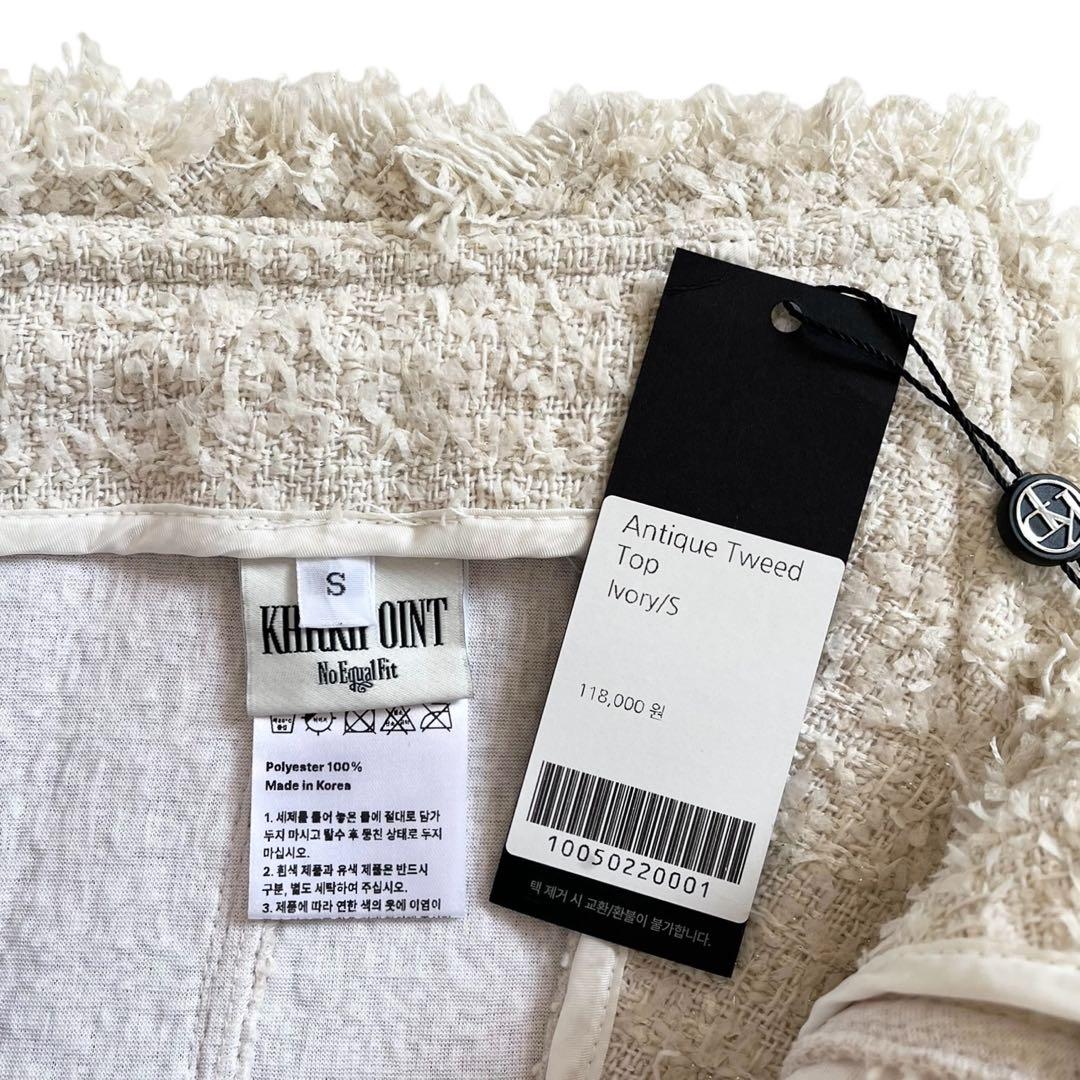 Antique Tweed
Top
Ivory/S
118,000 원
10050220001
택 제거 시 교환/환불이 불가합니다.
S
OINT
No Equal Fit
Polyester 100%
Made in Korea
1. 세제를 풀어 놓은 물에 절대로 담가
두지 마시고 탈수 후 뭉친 상태로 두지
마십시오.
2. 흰색 제품과 유색 제품은 반드시
구분, 별도 세탁하여 주십시오.
3. 제품에 따라 연한 색의 옷에 이염이